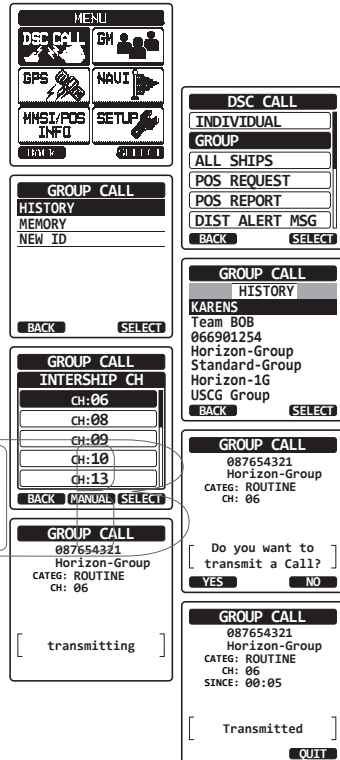 MENU
DSC CALL GM
GPS NAVI
MMSI/POS SETUP
INFO
BACK SELECT
DSC CALL
INDIVIDUAL
GROUP
ALL SHIPS
POS REQUEST
POS REPORT
DIST ALERT MSG
BACK SELECT
GROUP CALL
HISTORY
MEMORY
NEW ID
BACK SELECT
GROUP CALL
HISTORY
KARENS
Team BOB
066901254
Horizon-Group
Standard-Group
Horizon-1G
USCG Group
BACK SELECT
GROUP CALL
INTERSHIP CH
CH:06
CH:08
CH:09
CH:10
CH:13
BACK MANUAL SELECT
GROUP CALL
087654321
Horizon-Group
CATEG: ROUTINE
CH: 06
Do you want to
transmit a Call?
YES NO
GROUP CALL
087654321
Horizon-Group
CATEG: ROUTINE
CH: 06
transmitting
GROUP CALL
087654321
Horizon-Group
CATEG: ROUTINE
CH: 06
SINCE: 00:05
Transmitted
QUIT